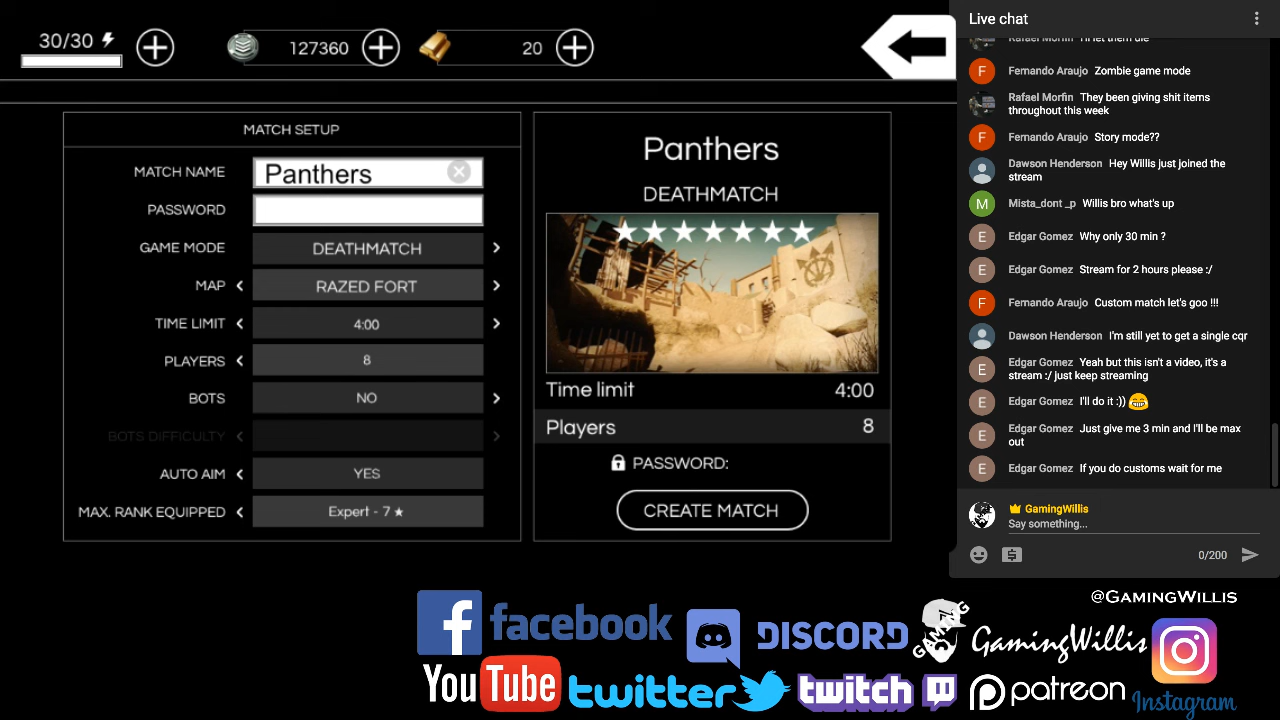 30/30
127360
20
MATCH SETUP
MATCH NAME Panthers
PASSWORD
GAME MODE DEATHMATCH
MAP RAZED FORT
TIME LIMIT 4:00
PLAYERS 8
BOTS NO
BOTS DIFFICULTY
AUTO AIM YES
MAX. RANK EQUIPPED Expert - 7 ★
Panthers
DEATHMATCH
Time limit 4:00
Players 8
PASSWORD:
CREATE MATCH
Live chat
Rafael Morfin I'll let them die
F Fernando Araujo Zombie game mode
Rafael Morfin They been giving shit items
throughout this week
F Fernando Araujo Story mode??
Dawson Henderson Hey Willis just joined the
stream
M Mista_dont _p Willis bro what's up
E Edgar Gomez Why only 30 min ?
E Edgar Gomez Stream for 2 hours please :/
F Fernando Araujo Custom match let's goo !!!
Dawson Henderson I'm still yet to get a single cqr
E Edgar Gomez Yeah but this isn't a video, it's a
stream :/ just keep streaming
E Edgar Gomez I'll do it :)) 😁
E Edgar Gomez Just give me 3 min and I'll be max
out
E Edgar Gomez If you do customs wait for me
GamingWillis
Say something...
0/200
@GamingWillis
facebook
DISCORD
GAMING
GamingWillis
YouTube
twitter
twitch
patreon
Instagram